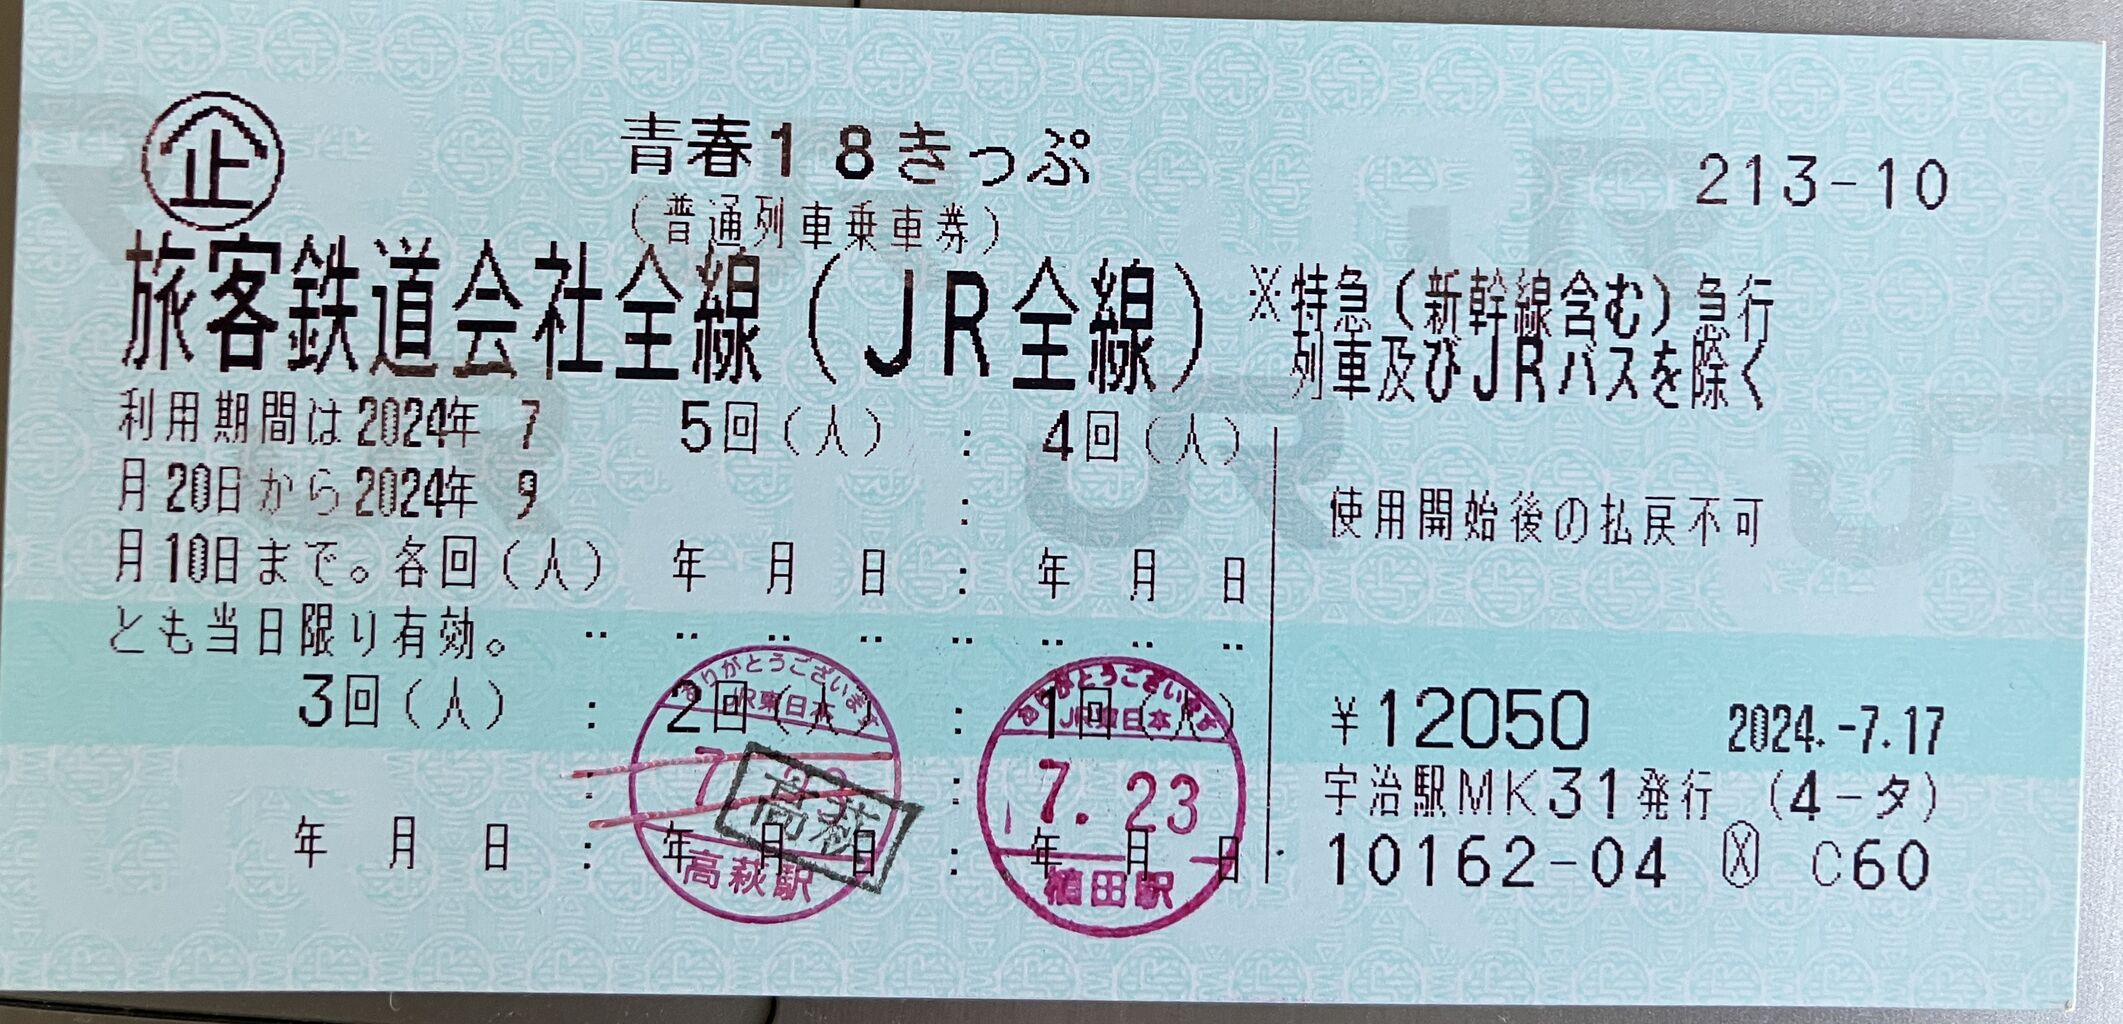 企
青春18きっぷ
213-10
(普通列車乗車券)
旅客鉄道会社全線(JR全線)
※特急(新幹線含む)急行
列車及びJRバスを除く
利用期間は2024年 7
月20日から2024年 9
月10日まで。各回(人)
とも当日限り有効。
5回(人) : 4回(人)
:
年 月 日 : 年 月 日
使用開始後の払戻不可
3回(人) : 2回(人) : 1回(人)
: :
年 月 日 : 年 月 日 : 年 月 日
ありがとうございます
JR東日本
7.
高萩駅
高萩
ありがとうございます
JR東日本
7.23
植田駅
¥12050 2024.-7.17
宇治駅MK31発行 (4-タ)
10162-04 Ⓧ C60